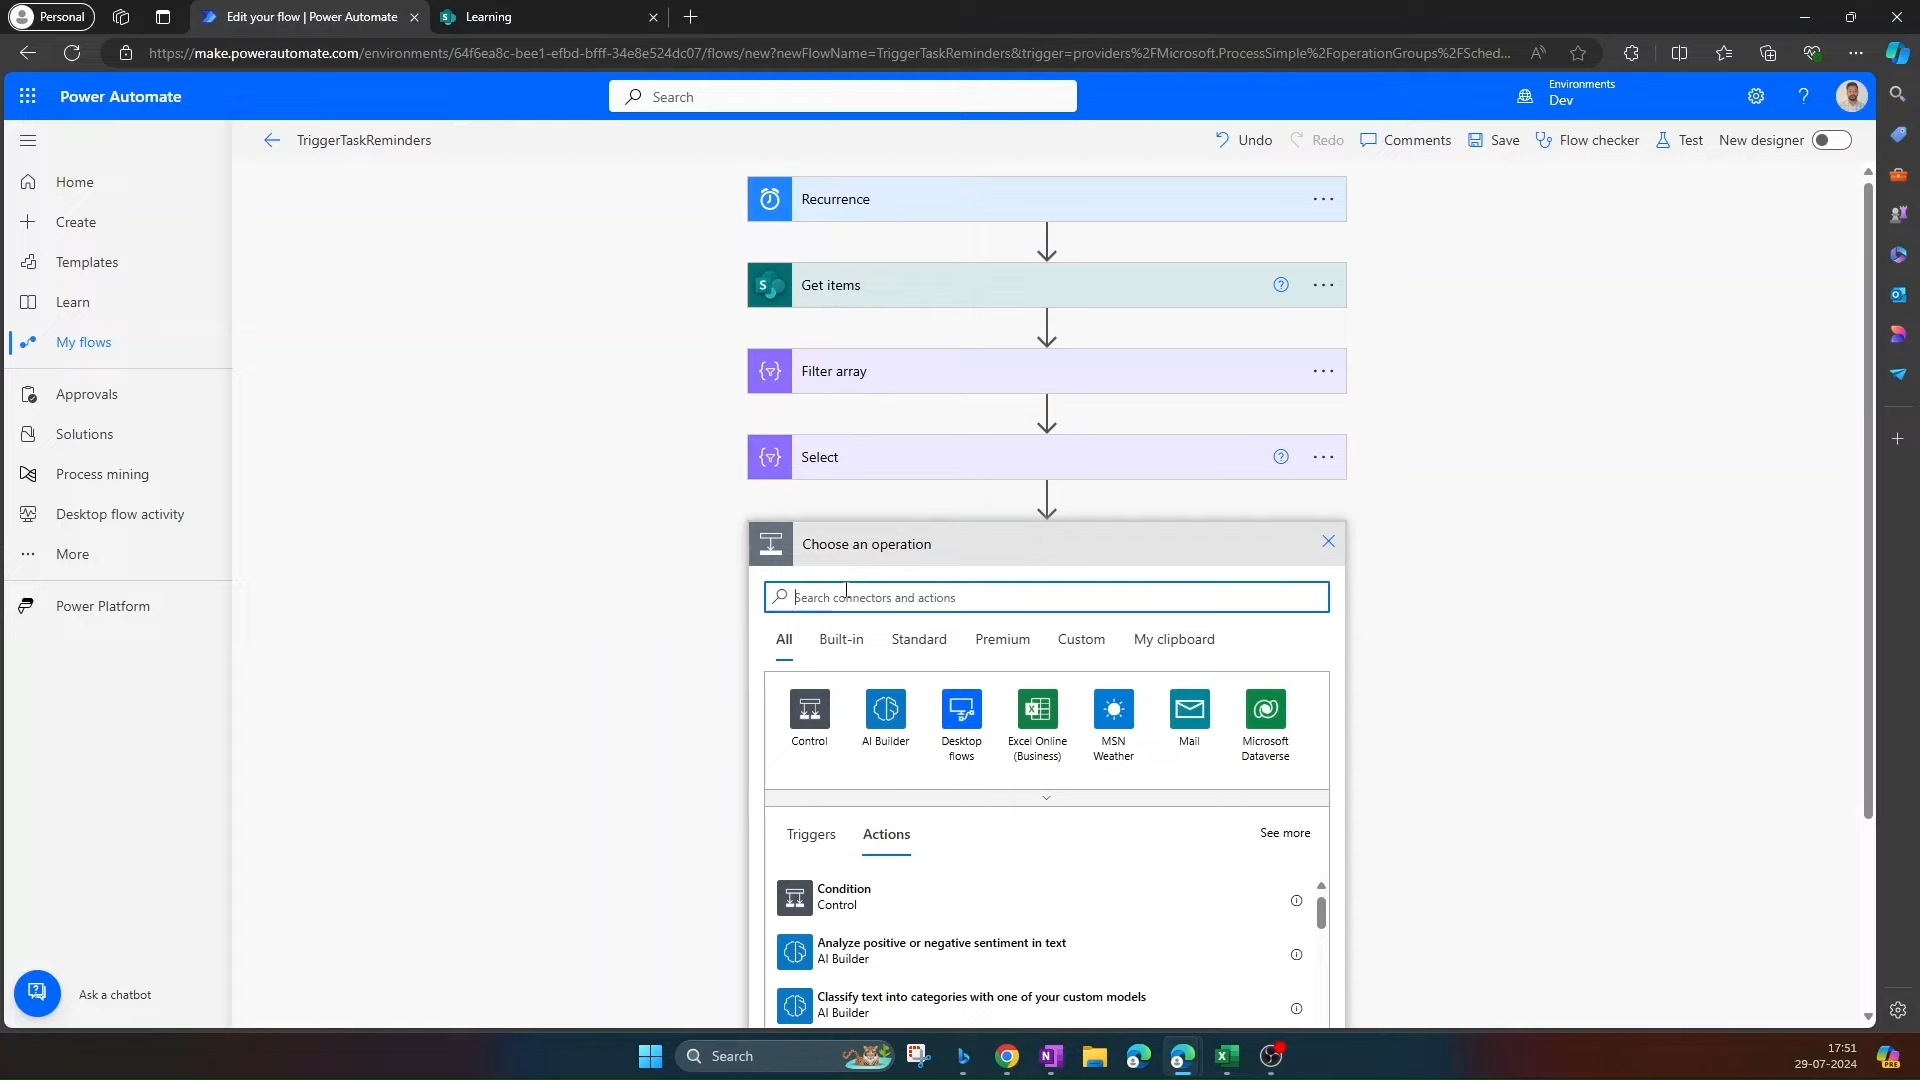 Personal
Edit your flow | Power Automate
Learning
https://make.powerautomate.com/environments/64f6ea8c-bee1-efbd-bfff-34e8e524dc07/flows/new?newFlowName=TriggerTaskReminders&trigger=providers%2FMicrosoft.ProcessSimple%2FoperationGroups%2FSched...
Power Automate
Search
Environments
Dev
TriggerTaskReminders
Undo
Redo
Comments
Save
Flow checker
Test
New designer
Home
Create
Templates
Learn
My flows
Approvals
Solutions
Process mining
Desktop flow activity
More
Power Platform
Ask a chatbot
Recurrence
Get items
Filter array
Select
Choose an operation
Search connectors and actions
All
Built-in
Standard
Premium
Custom
My clipboard
Control
AI Builder
Desktop
flows
Excel Online
(Business)
MSN
Weather
Mail
Microsoft
Dataverse
Triggers
Actions
See more
Condition
Control
Analyze positive or negative sentiment in text
AI Builder
Classify text into categories with one of your custom models
AI Builder
Search
17:51
29-07-2024
PRE